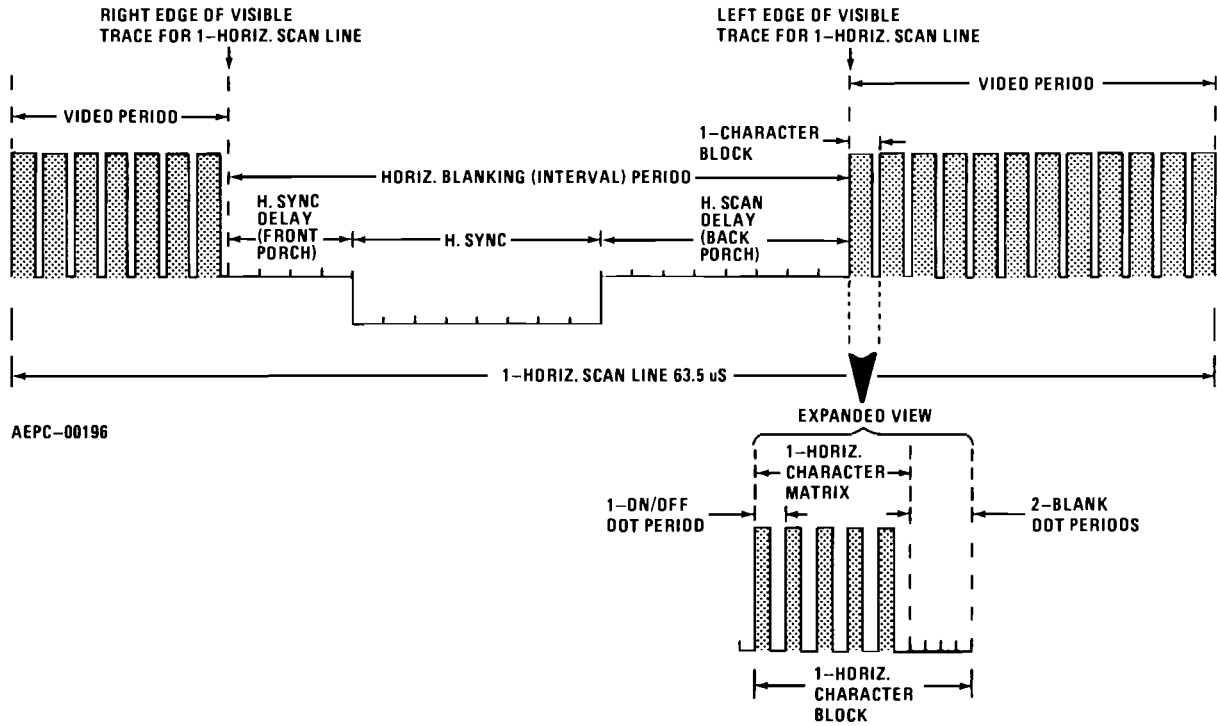 RIGHT EDGE OF VISIBLE
TRACE FOR 1-HORIZ. SCAN LINE
LEFT EDGE OF VISIBLE
TRACE FOR 1-HORIZ. SCAN LINE
VIDEO PERIOD
VIDEO PERIOD
1-CHARACTER
BLOCK
HORIZ. BLANKING (INTERVAL) PERIOD
H. SYNC
DELAY
(FRONT
PORCH)
H. SYNC
H. SCAN
DELAY
(BACK
PORCH)
1-HORIZ. SCAN LINE 63.5 uS
AEPC-00196
EXPANDED VIEW
1-HORIZ.
CHARACTER
MATRIX
1-ON/OFF
DOT PERIOD
2-BLANK
DOT PERIODS
1-HORIZ.
CHARACTER
BLOCK